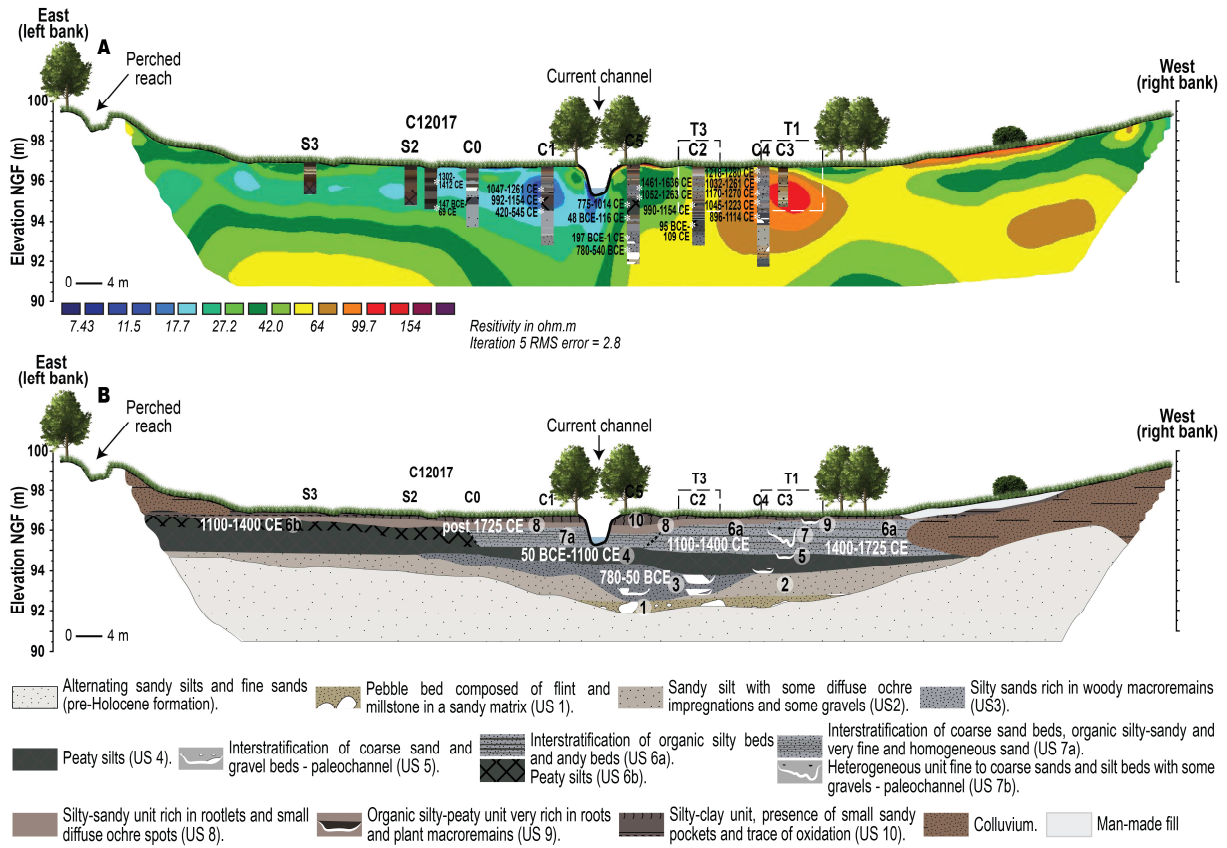 East
(left bank)
A
Perched
reach
Current channel
West
(right bank)
Elevation NGF (m)
100
98
96
94
92
90
S3
C12017
S2
C0
C1
C5
T3
C2
T1
C4 C3
1302-
1412 CE
147 BCE
69 CE
1047-1261 CE
992-1154 CE
420-545 CE
775-1014 CE
48 BCE-116 CE
197 BCE-1 CE
780-540 BCE
1461-1636 CE
1052-1263 CE
990-1154 CE
95 BCE-
109 CE
1216-1280 CE
1032-1261 CE
1170-1270 CE
1045-1223 CE
896-1114 CE
0 4 m
7.43 11.5 17.7 27.2 42.0 64 99.7 154
Resitivity in ohm.m
Iteration 5 RMS error = 2.8
East
(left bank)
B
Perched
reach
Current channel
West
(right bank)
Elevation NGF (m)
100
98
96
94
92
90
S3
C12017
S2
C0
C1
C5
T3
C2
T1
C4 C3
1100-1400 CE 6b
post 1725 CE
8
10
8
6a
9
6a
7a
7
1100-1400 CE
1400-1725 CE
50 BCE-1100 CE 4
5
780-50 BCE
3
2
1
0 4 m
Alternating sandy silts and fine sands
(pre-Holocene formation).
Pebble bed composed of flint and
millstone in a sandy matrix (US 1).
Sandy silt with some diffuse ochre
impregnations and some gravels (US2).
Silty sands rich in woody macroremains
(US3).
Peaty silts (US 4).
Interstratification of coarse sand and
gravel beds - paleochannel (US 5).
Interstratification of organic silty beds
and andy beds (US 6a).
Peaty silts (US 6b).
Interstratification of coarse sand beds, organic silty-sandy and
very fine and homogneous sand (US 7a).
Heterogeneous unit fine to coarse sands and silt beds with some
gravels - paleochannel (US 7b).
Silty-sandy unit rich in rootlets and small
diffuse ochre spots (US 8).
Organic silty-peaty unit very rich in roots
and plant macroremains (US 9).
Silty-clay unit, presence of small sandy
pockets and trace of oxidation (US 10).
Colluvium.
Man-made fill